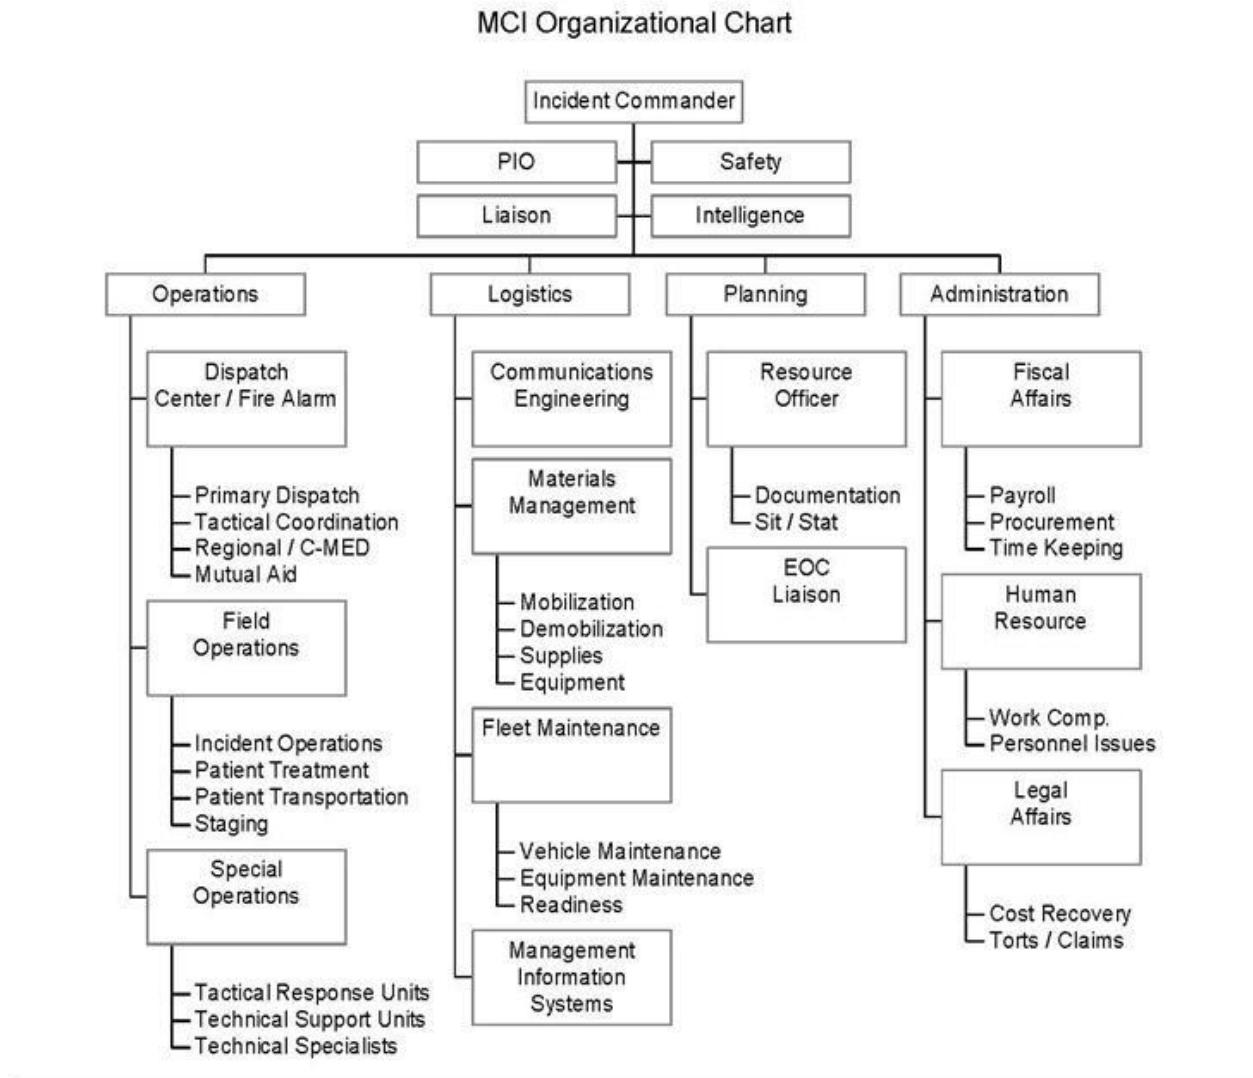 MCI Organizational Chart
Incident Commander
PIO
Safety
Liaison
Intelligence
Operations
Dispatch
Center / Fire Alarm
Primary Dispatch
Tactical Coordination
Regional / C-MED
Mutual Aid
Field
Operations
Incident Operations
Patient Treatment
Patient Transportation
Staging
Special
Operations
Tactical Response Units
Technical Support Units
Technical Specialists
Logistics
Communications
Engineering
Materials
Management
Mobilization
Demobilization
Supplies
Equipment
Fleet Maintenance
Vehicle Maintenance
Equipment Maintenance
Readiness
Management
Information
Systems
Planning
Resource
Officer
Documentation
Sit / Stat
EOC
Liaison
Administration
Fiscal
Affairs
Payroll
Procurement
Time Keeping
Human
Resource
Work Comp.
Personnel Issues
Legal
Affairs
Cost Recovery
Torts / Claims